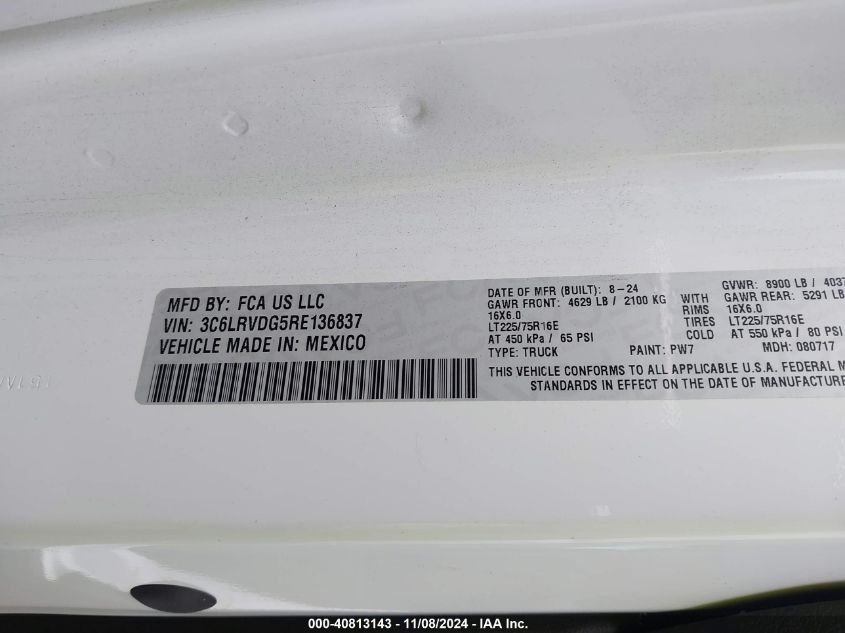 MFD BY: FCA US LLC
VIN: 3C6LRVDG5RE136837
VEHICLE MADE IN: MEXICO
DATE OF MFR (BUILT): 8-24
GVWR: 8900 LB / 4037
GAWR FRONT: 4629 LB / 2100 KG WITH GAWR REAR: 5291 LB
16X6.0 RIMS 16X6.0
LT225/75R16E TIRES LT225/75R16E
AT 450 kPa / 65 PSI COLD AT 550 kPa / 80 PSI
TYPE: TRUCK PAINT: PW7 MDH: 080717
THIS VEHICLE CONFORMS TO ALL APPLICABLE U.S.A. FEDERAL M
STANDARDS IN EFFECT ON THE DATE OF MANUFACTURE
000-40813143 - 11/08/2024 - IAA Inc.